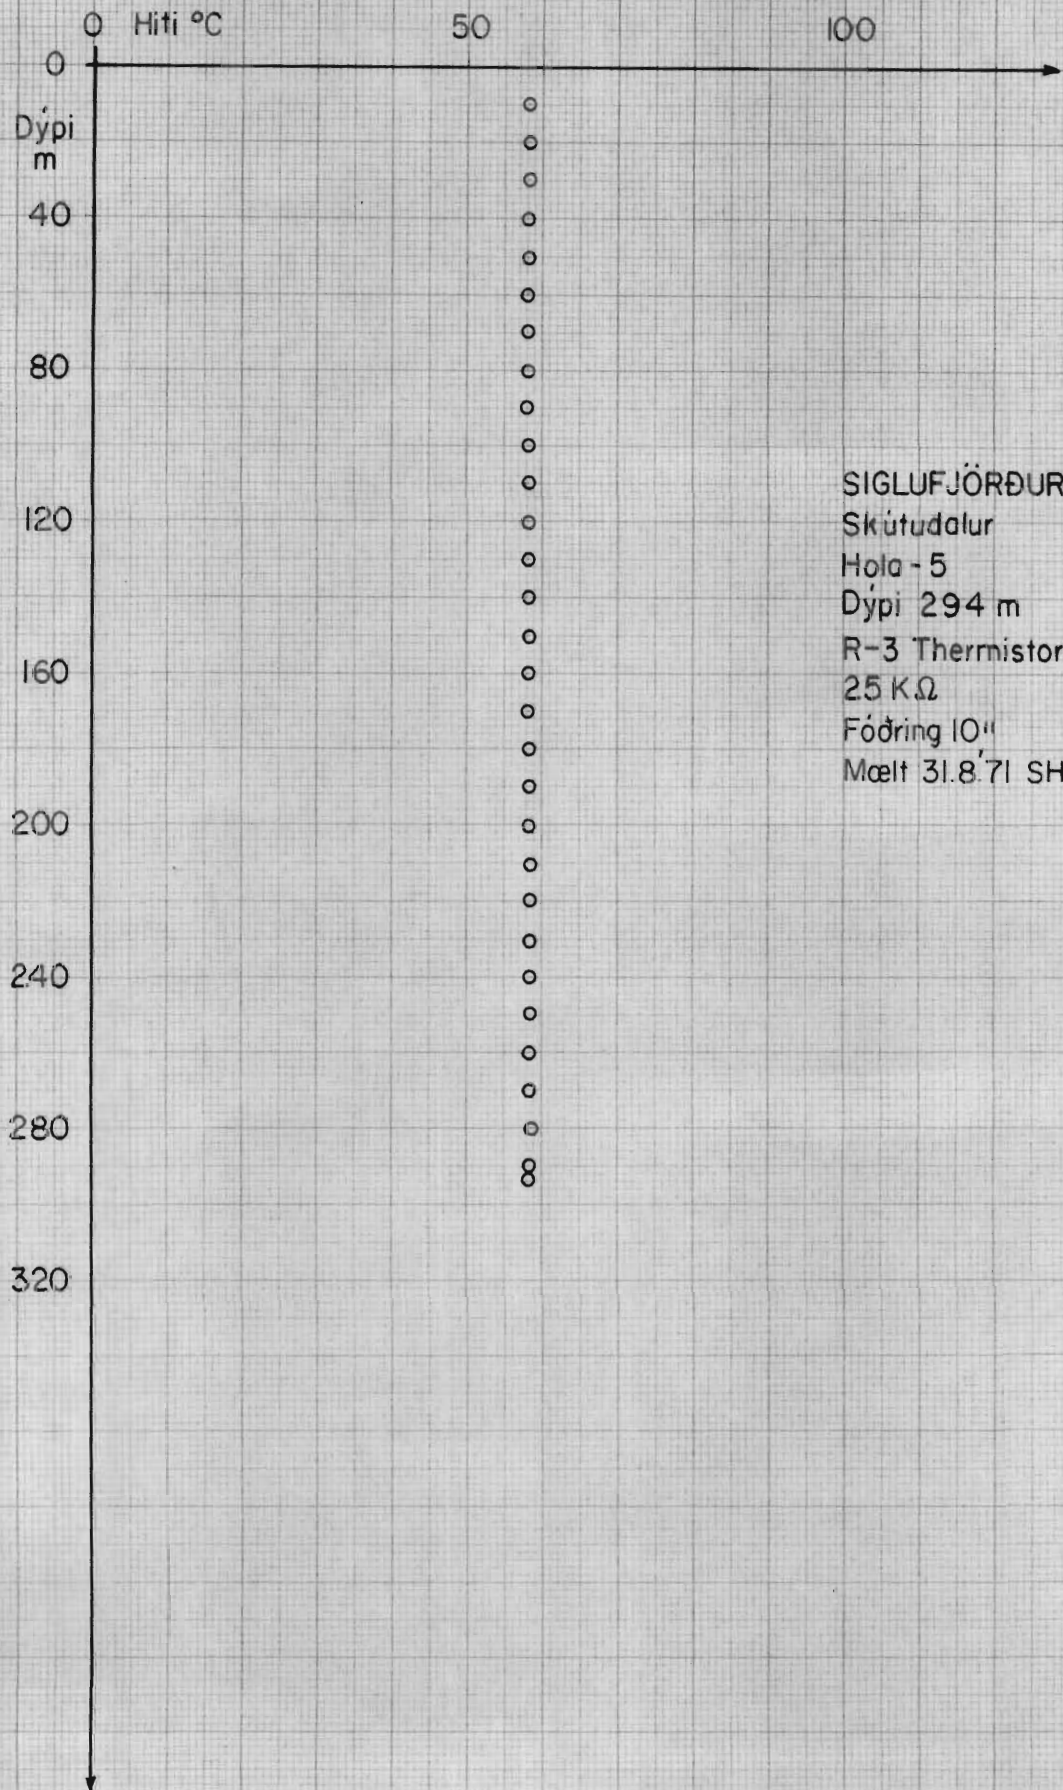 0 Hiti °C 50 100
0
Dýpi
m
40
80
120
160
200
240
280
320
SIGLUFJÖRÐUR
Skútudalur
Hola - 5
Dýpi 294 m
R-3 Thermistor
25 KΩ
Fóðring 10"
Mælt 31.8.'71 SH